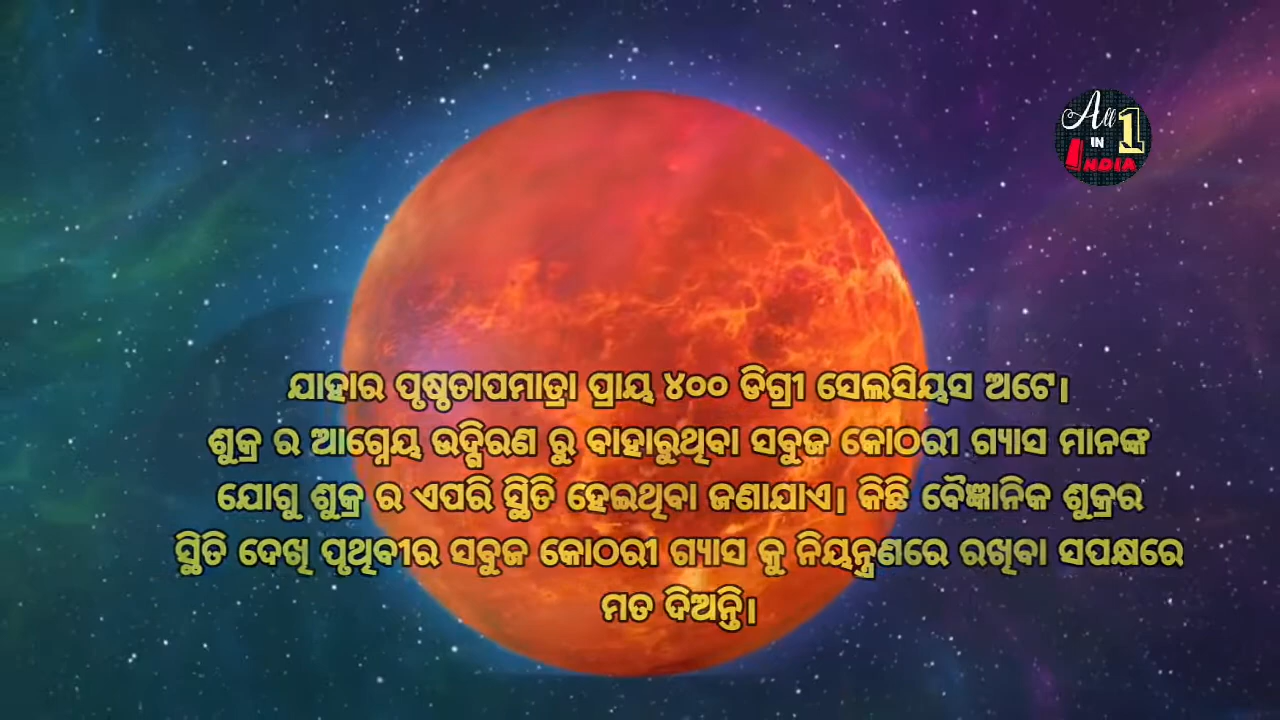 All
IN 1
INDIA
ଯାହାର ପୃଷ୍ଠତାପମାତ୍ରା ପ୍ରାୟ ୪୦୦ ଡିଗ୍ରୀ ସେଲସିୟସ ଅଟେ।
ଶୁକ୍ର ର ଆଗ୍ନେୟ ଉଦ୍ଗିରଣ ରୁ ବାହାରୁଥିବା ସବୁଜ କୋଠରୀ ଗ୍ୟାସ ମାନଙ୍କ
ଯୋଗୁ ଶୁକ୍ର ର ଏପରି ସ୍ଥିତି ହେଇଥିବା ଜଣାଯାଏ। କିଛି ବୈଜ୍ଞାନିକ ଶୁକ୍ରର
ସ୍ଥିତି ଦେଖି ପୃଥିବୀର ସବୁଜ କୋଠରୀ ଗ୍ୟାସ କୁ ନିୟନ୍ତ୍ରଣରେ ରଖିବା ସପକ୍ଷରେ
ମତ ଦିଅନ୍ତି।